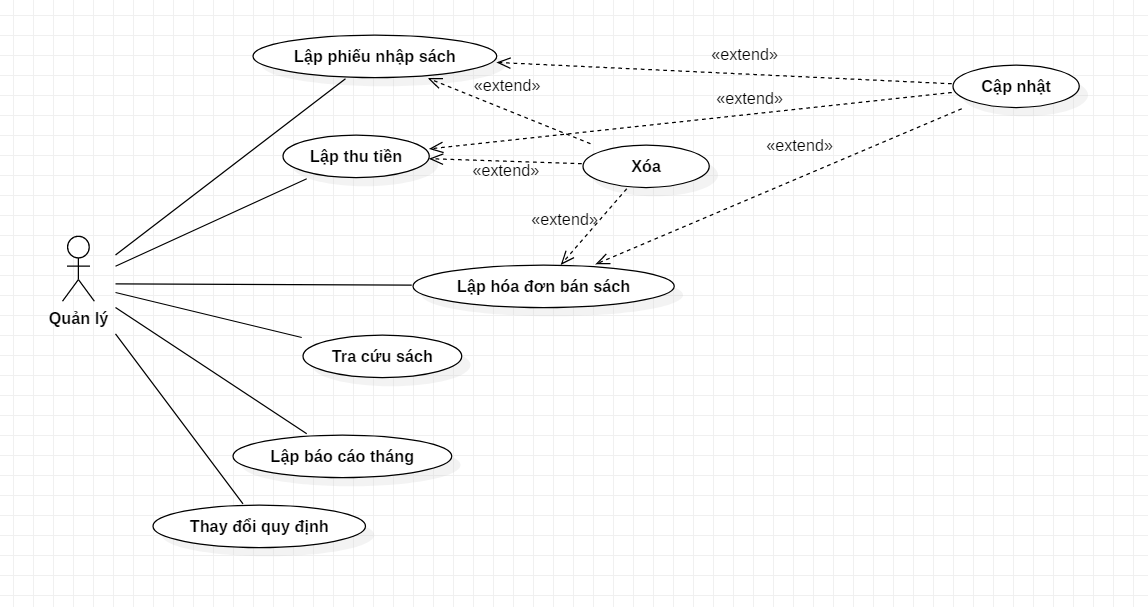 Lập phiếu nhập sách
«extend»
Cập nhật
«extend»
«extend»
Lập thu tiền
«extend»
Xóa
«extend»
«extend»
Lập hóa đơn bán sách
Quản lý
Tra cứu sách
Lập báo cáo tháng
Thay đổi quy định